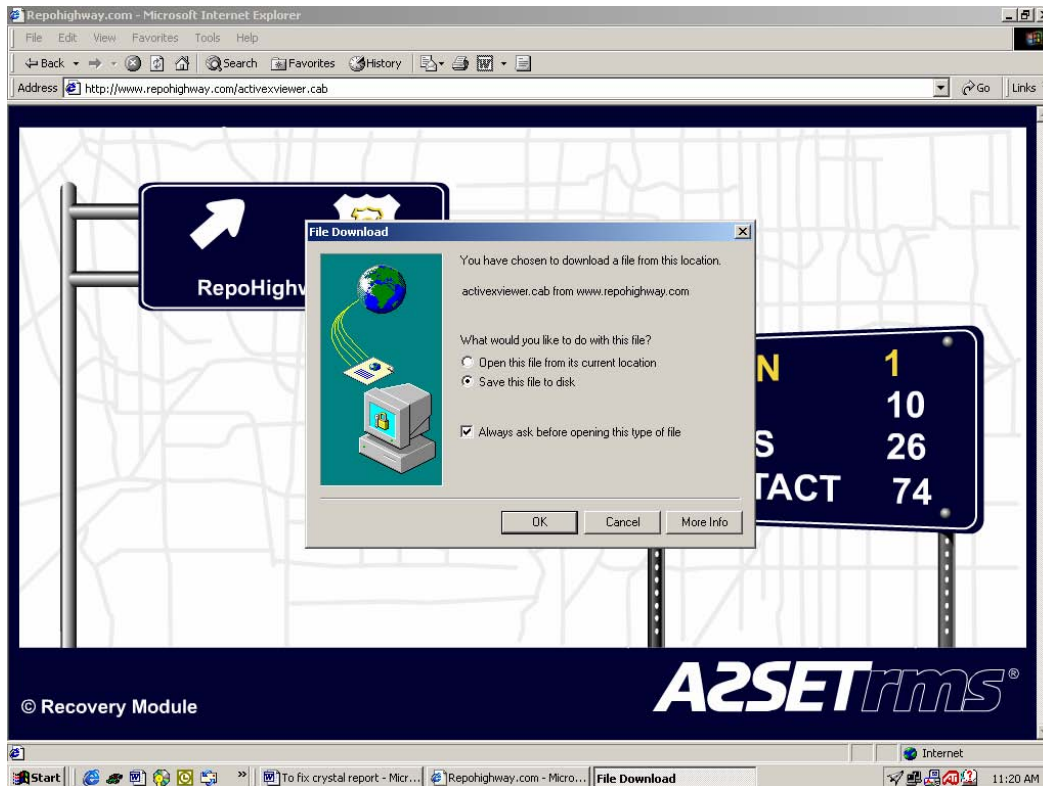 Repohighway.com - Microsoft Internet Explorer
File Edit View Favorites Tools Help
Back Search Favorites History
Address http://www.repohighway.com/activexviewer.cab Go Links
RepoHighw
File Download
You have chosen to download a file from this location.
activexviewer.cab from www.repohighway.com
What would you like to do with this file?
Open this file from its current location
Save this file to disk
Always ask before opening this type of file
OK Cancel More Info
N 1
10
S 26
TACT 74
© Recovery Module
A2SETrms®
Internet
Start » To fix crystal report - Micr... Repohighway.com - Micro... File Download 11:20 AM